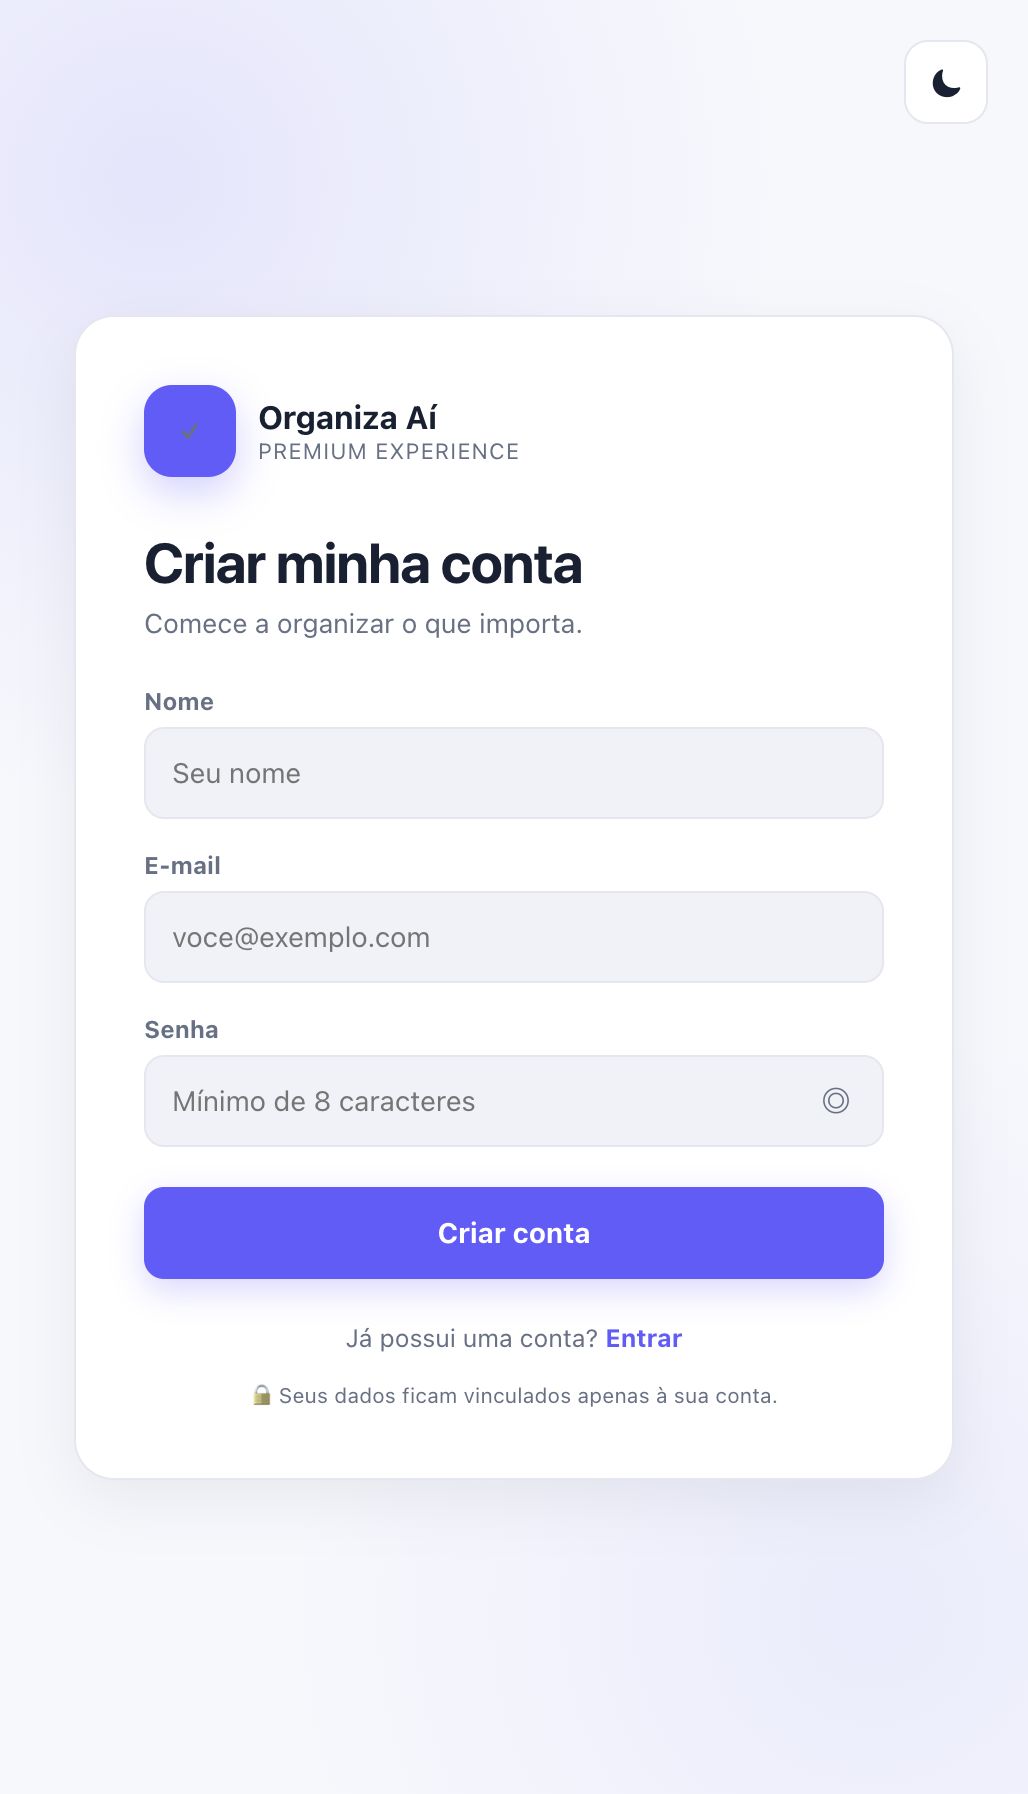 Organiza Aí
PREMIUM EXPERIENCE
Criar minha conta
Comece a organizar o que importa.
Nome
Seu nome
E-mail
voce@exemplo.com
Senha
Mínimo de 8 caracteres
Criar conta
Já possui uma conta? Entrar
Seus dados ficam vinculados apenas à sua conta.